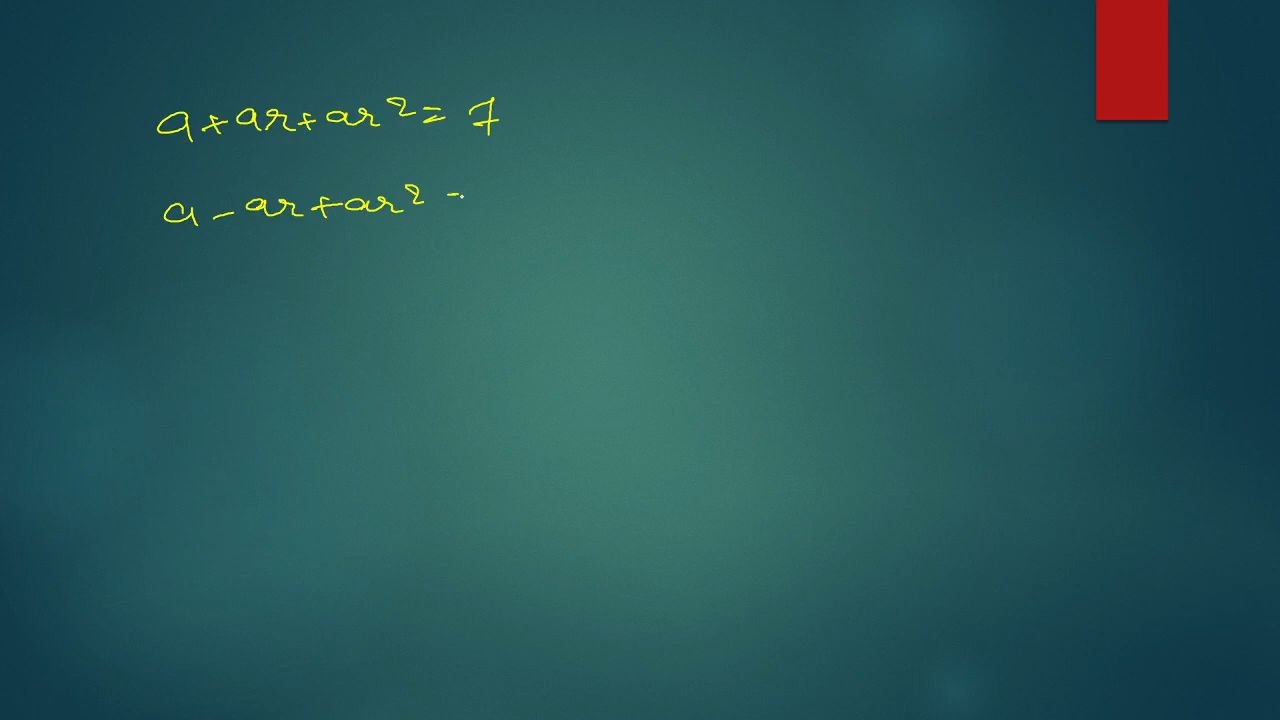 a + ar + ar² = 7
a - ar + ar² -